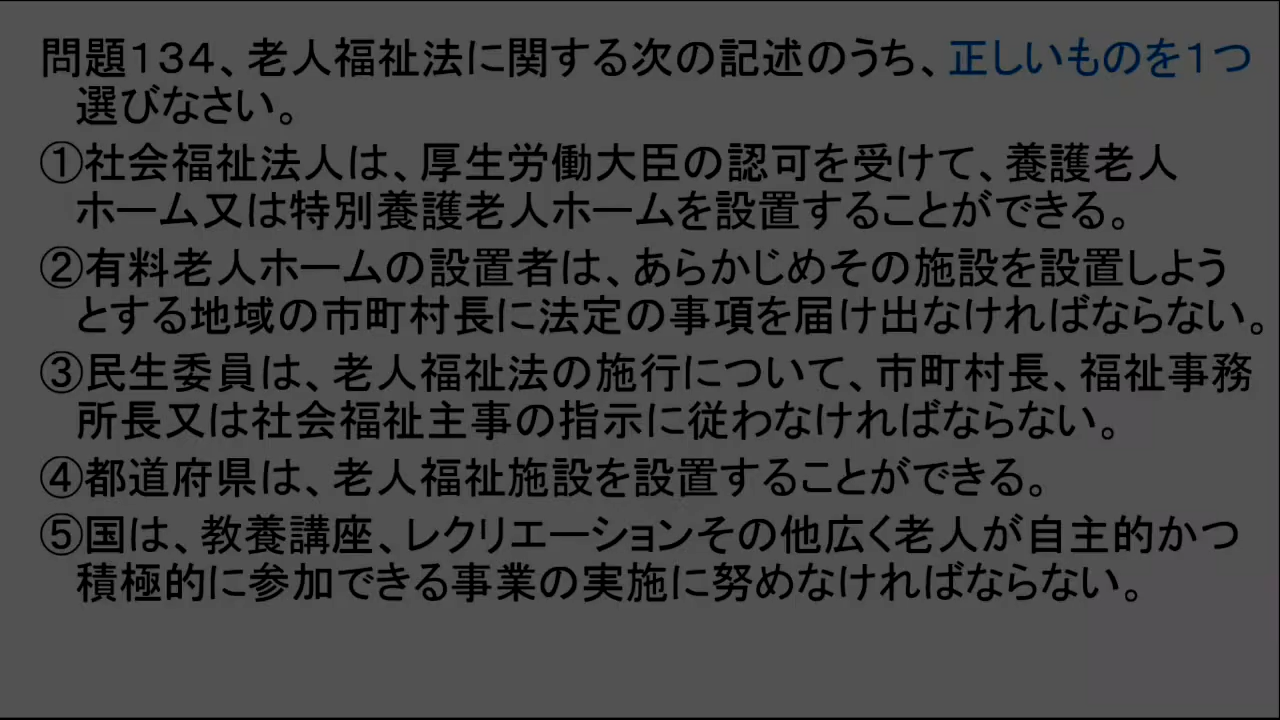 問題１３４、老人福祉法に関する次の記述のうち、正しいものを１つ
選びなさい。
①社会福祉法人は、厚生労働大臣の認可を受けて、養護老人
ホーム又は特別養護老人ホームを設置することができる。
②有料老人ホームの設置者は、あらかじめその施設を設置しよう
とする地域の市町村長に法定の事項を届け出なければならない。
③民生委員は、老人福祉法の施行について、市町村長、福祉事務
所長又は社会福祉主事の指示に従わなければならない。
④都道府県は、老人福祉施設を設置することができる。
⑤国は、教養講座、レクリエーションその他広く老人が自主的かつ
積極的に参加できる事業の実施に努めなければならない。